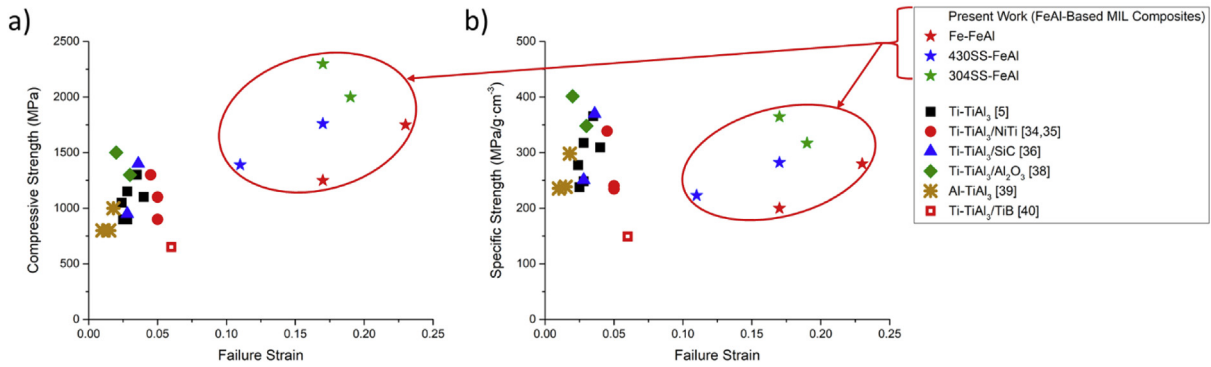 a)
Compressive Strength (MPa)
2500
2000
1500
1000
500
0
0.00 0.05 0.10 0.15 0.20 0.25
Failure Strain
b)
Specific Strength (MPa/g·cm⁻³)
500
400
300
200
100
0
0.00 0.05 0.10 0.15 0.20 0.25
Failure Strain
Present Work (FeAl-Based MIL Composites)
Fe-FeAl
430SS-FeAl
304SS-FeAl
Ti-TiAl₃ [5]
Ti-TiAl₃/NiTi [34,35]
Ti-TiAl₃/SiC [36]
Ti-TiAl₃/Al₂O₃ [38]
Al-TiAl₃ [39]
Ti-TiAl₃/TiB [40]